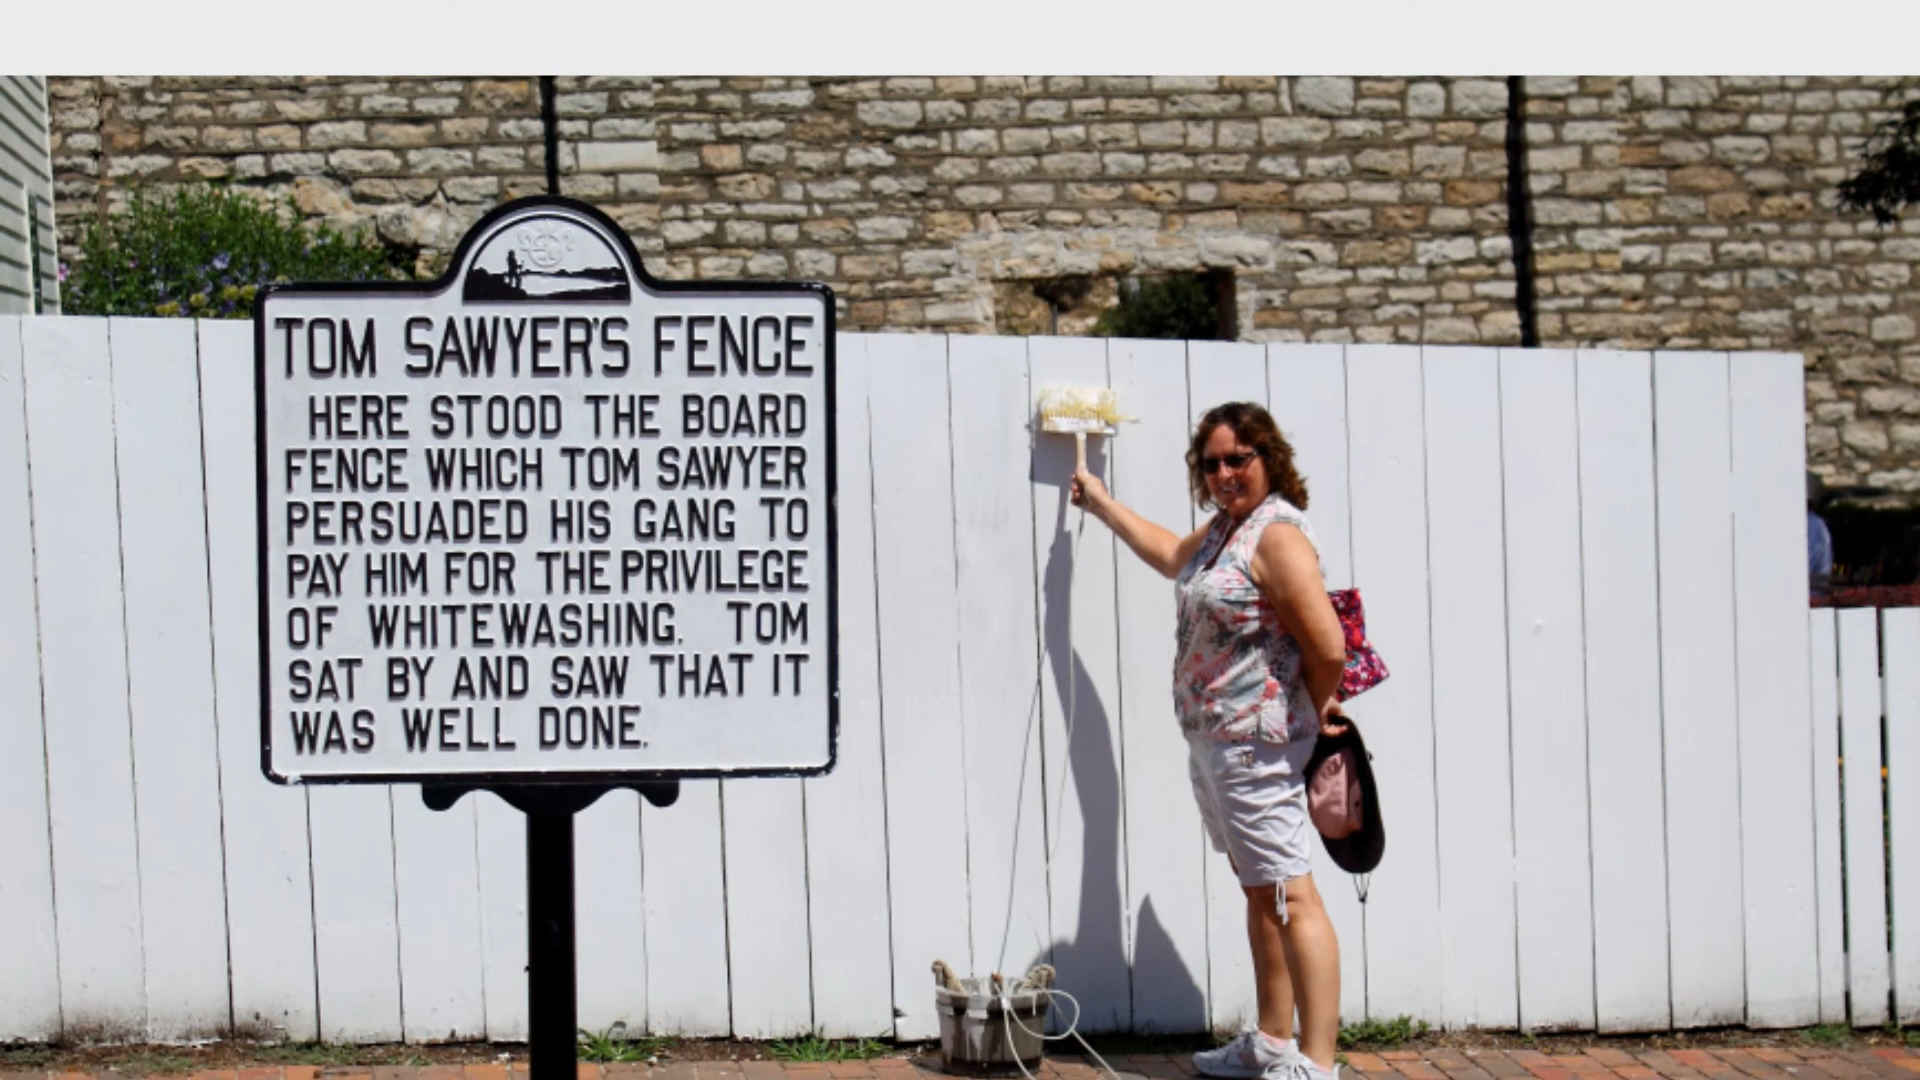 TOM SAWYER'S FENCE
HERE STOOD THE BOARD
FENCE WHICH TOM SAWYER
PERSUADED HIS GANG TO
PAY HIM FOR THE PRIVILEGE
OF WHITEWASHING. TOM
SAT BY AND SAW THAT IT
WAS WELL DONE.